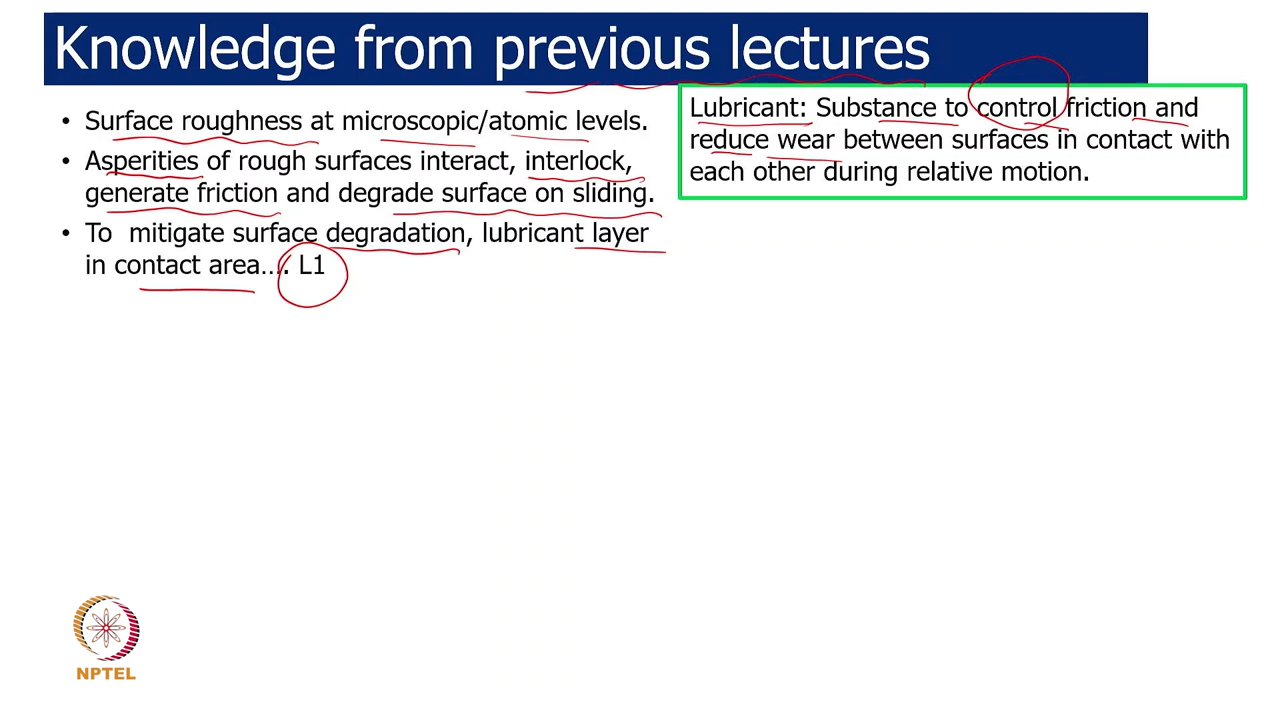 Knowledge from previous lectures
• Surface roughness at microscopic/atomic levels.
• Asperities of rough surfaces interact, interlock,
generate friction and degrade surface on sliding.
• To mitigate surface degradation, lubricant layer
in contact area…. L1
Lubricant: Substance to control friction and
reduce wear between surfaces in contact with
each other during relative motion.
NPTEL